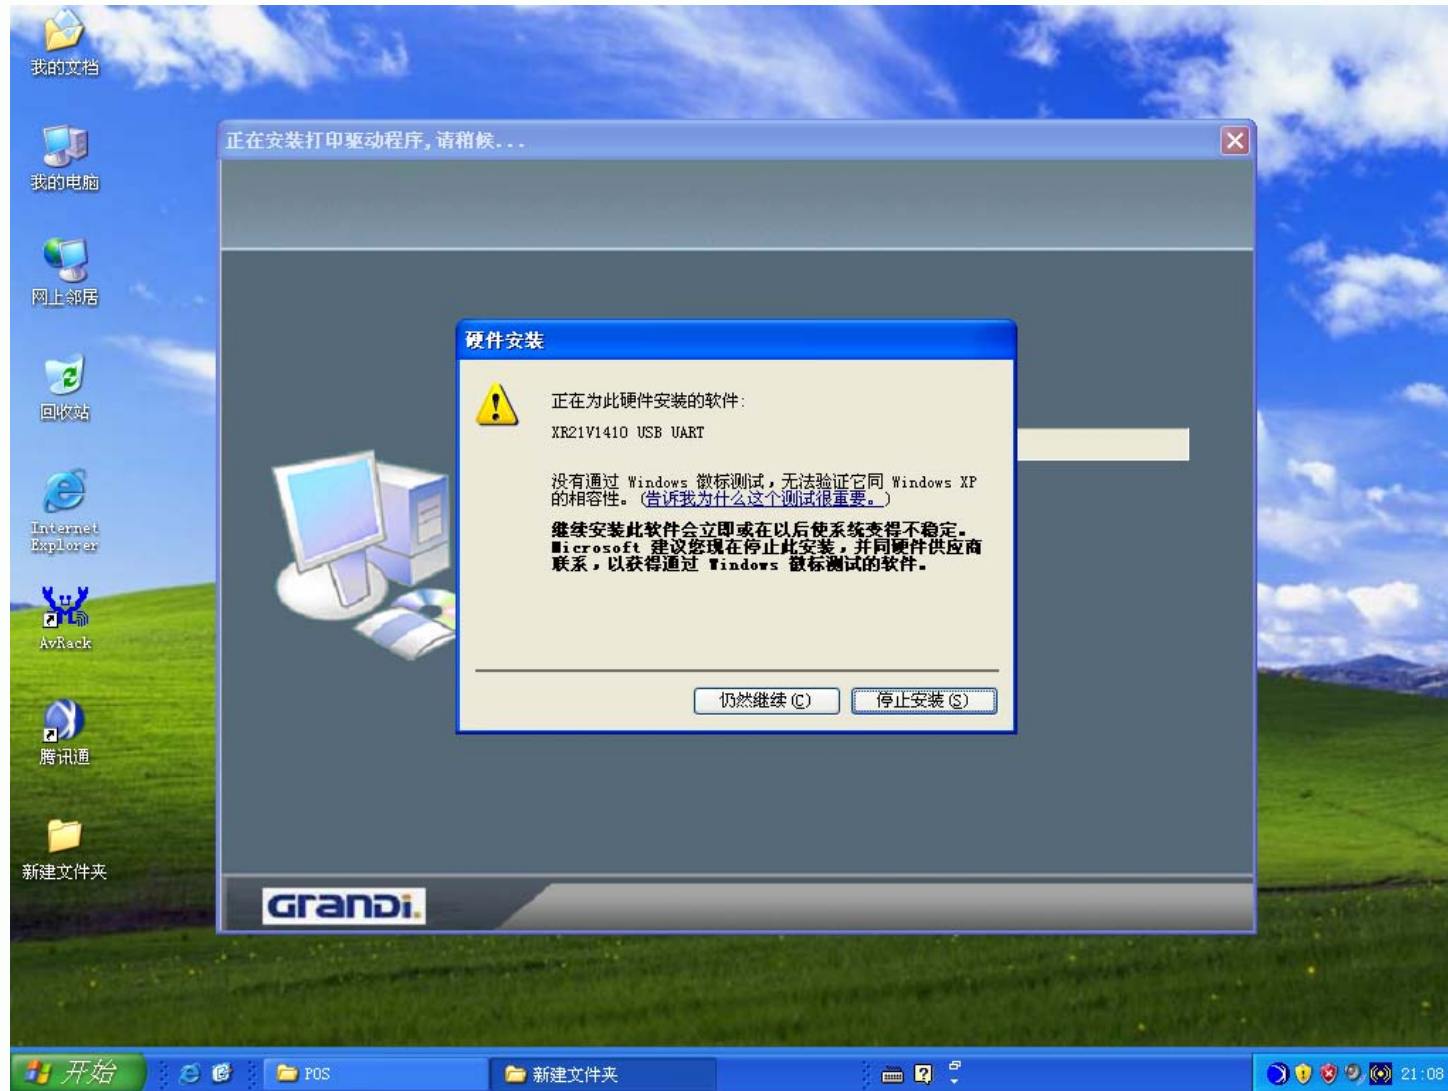 我的文档
我的电脑
网上邻居
回收站
Internet
Explorer
AvRack
腾讯通
新建文件夹
正在安装打印驱动程序,请稍候...
硬件安装
正在为此硬件安装的软件:
XR21V1410 USB UART
没有通过 Windows 徽标测试，无法验证它同 Windows XP
的相容性。(告诉我为什么这个测试很重要。)
继续安装此软件会立即或在以后使系统变得不稳定。
Microsoft 建议您现在停止此安装，并同硬件供应商
联系，以获得通过 Windows 徽标测试的软件。
仍然继续(C)
停止安装(S)
GranDi.
开始
POS
新建文件夹
21:08